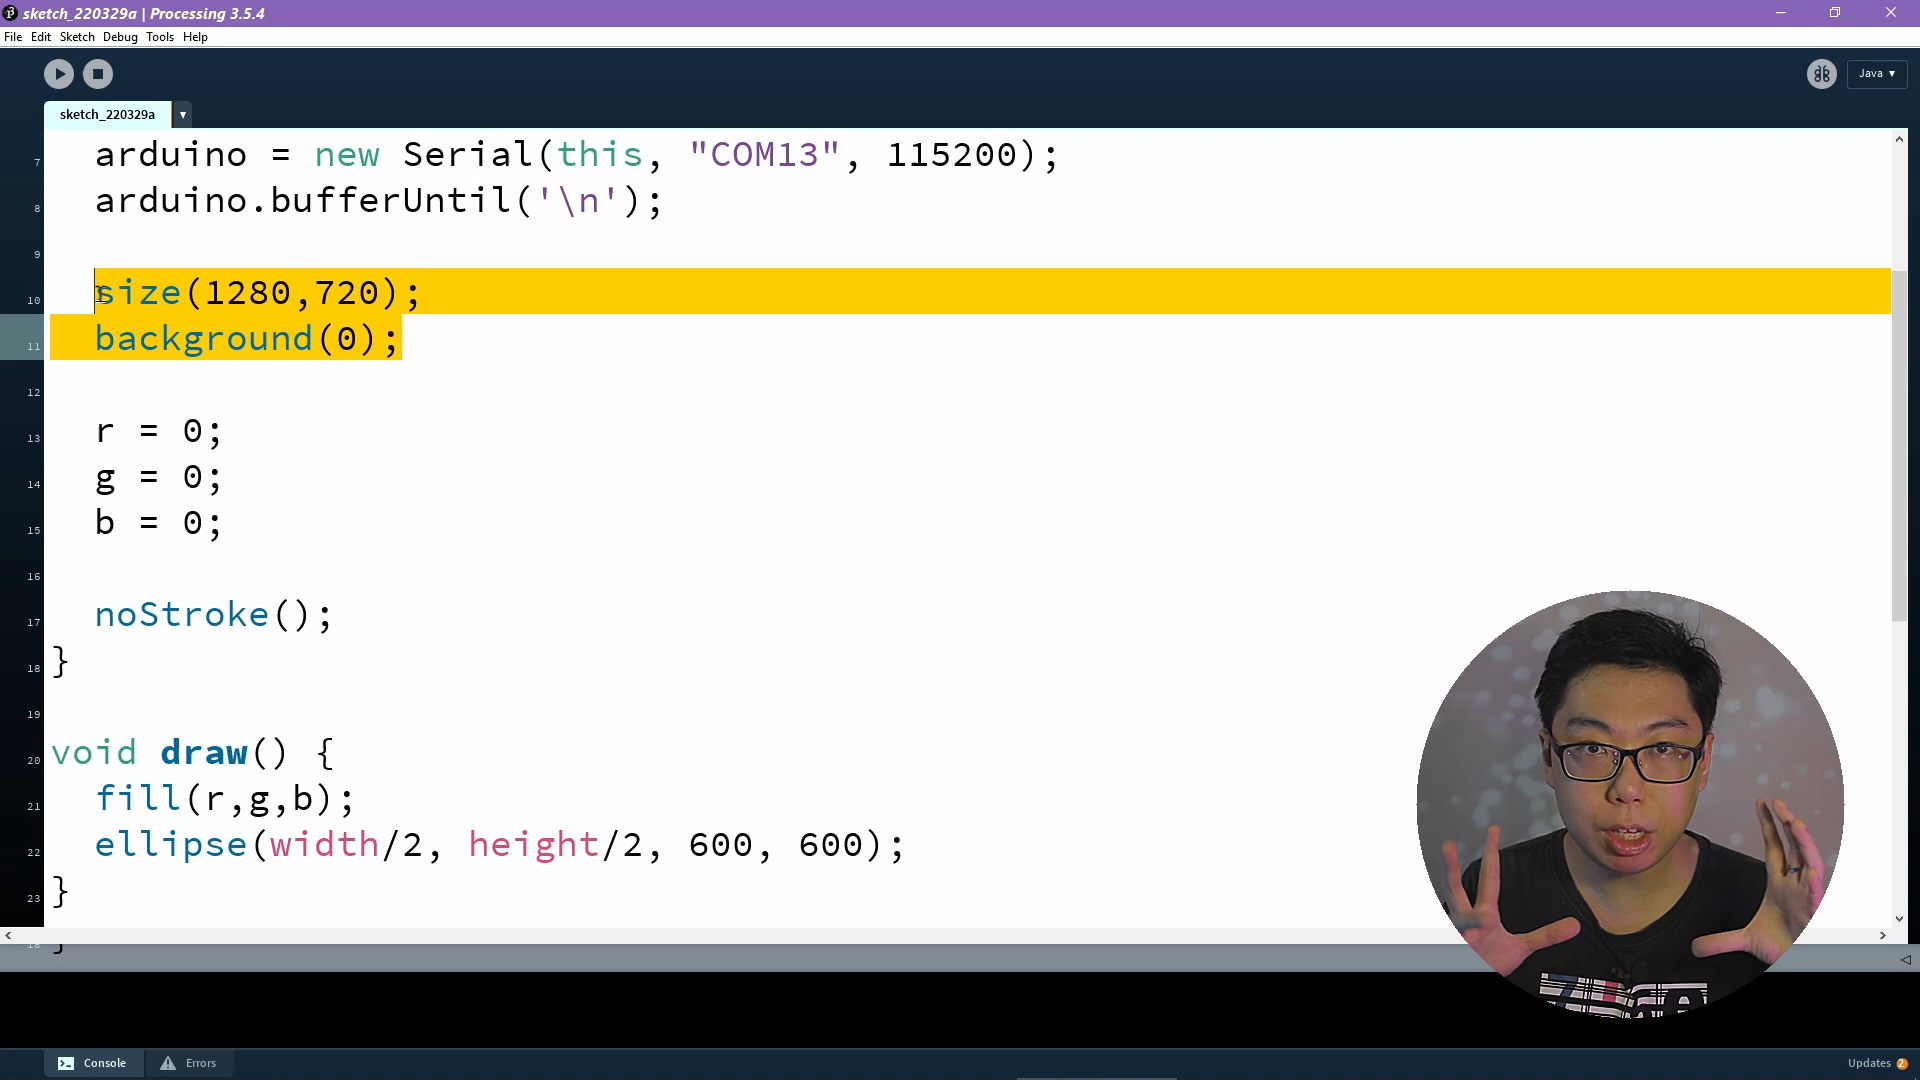 sketch_220329a | Processing 3.5.4
File Edit Sketch Debug Tools Help
Java ▼
sketch_220329a ▼
7 arduino = new Serial(this, "COM13", 115200);
8 arduino.bufferUntil('\n');
9
10 size(1280,720);
11 background(0);
12
13 r = 0;
14 g = 0;
15 b = 0;
16
17 noStroke();
18 }
19
20 void draw() {
21 fill(r,g,b);
22 ellipse(width/2, height/2, 600, 600);
23 }
18 }
Console Errors Updates 2